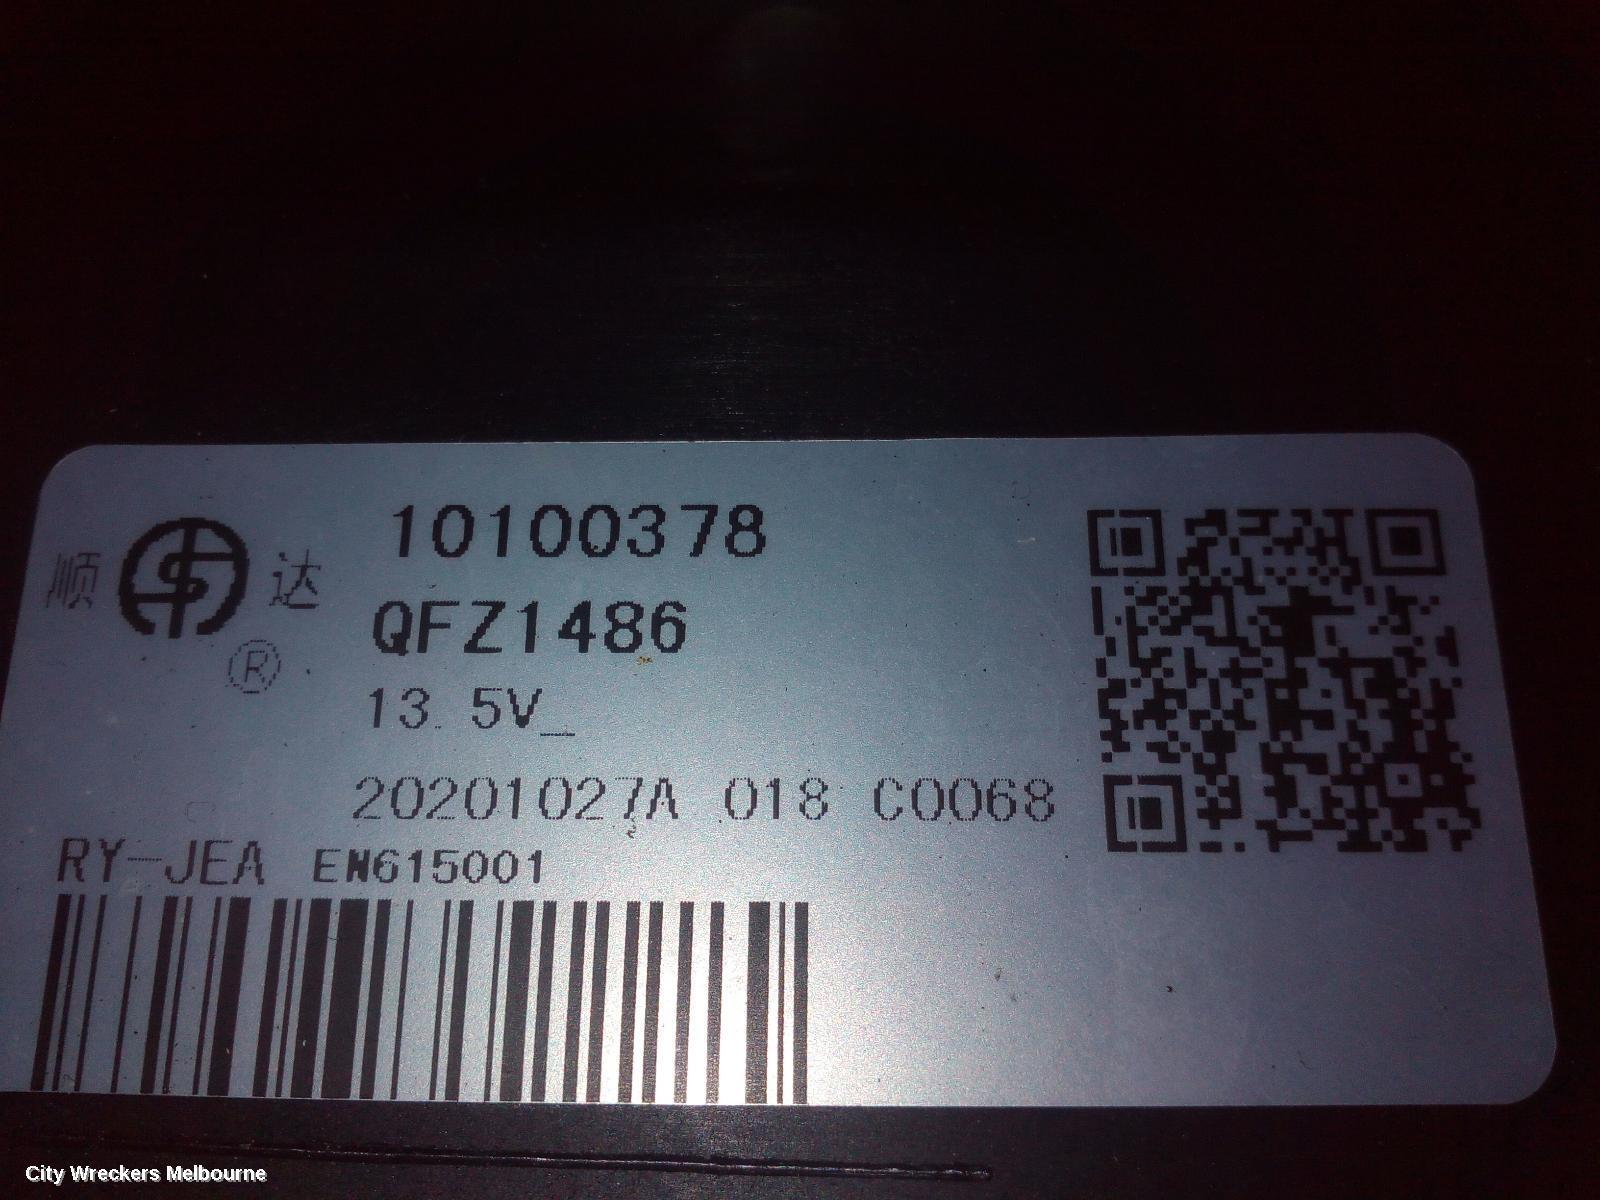 10100378
顺 达
®
QFZ1486
13.5V_
20201027A 018 C0068
RY-JEA EW615001
City Wreckers Melbourne